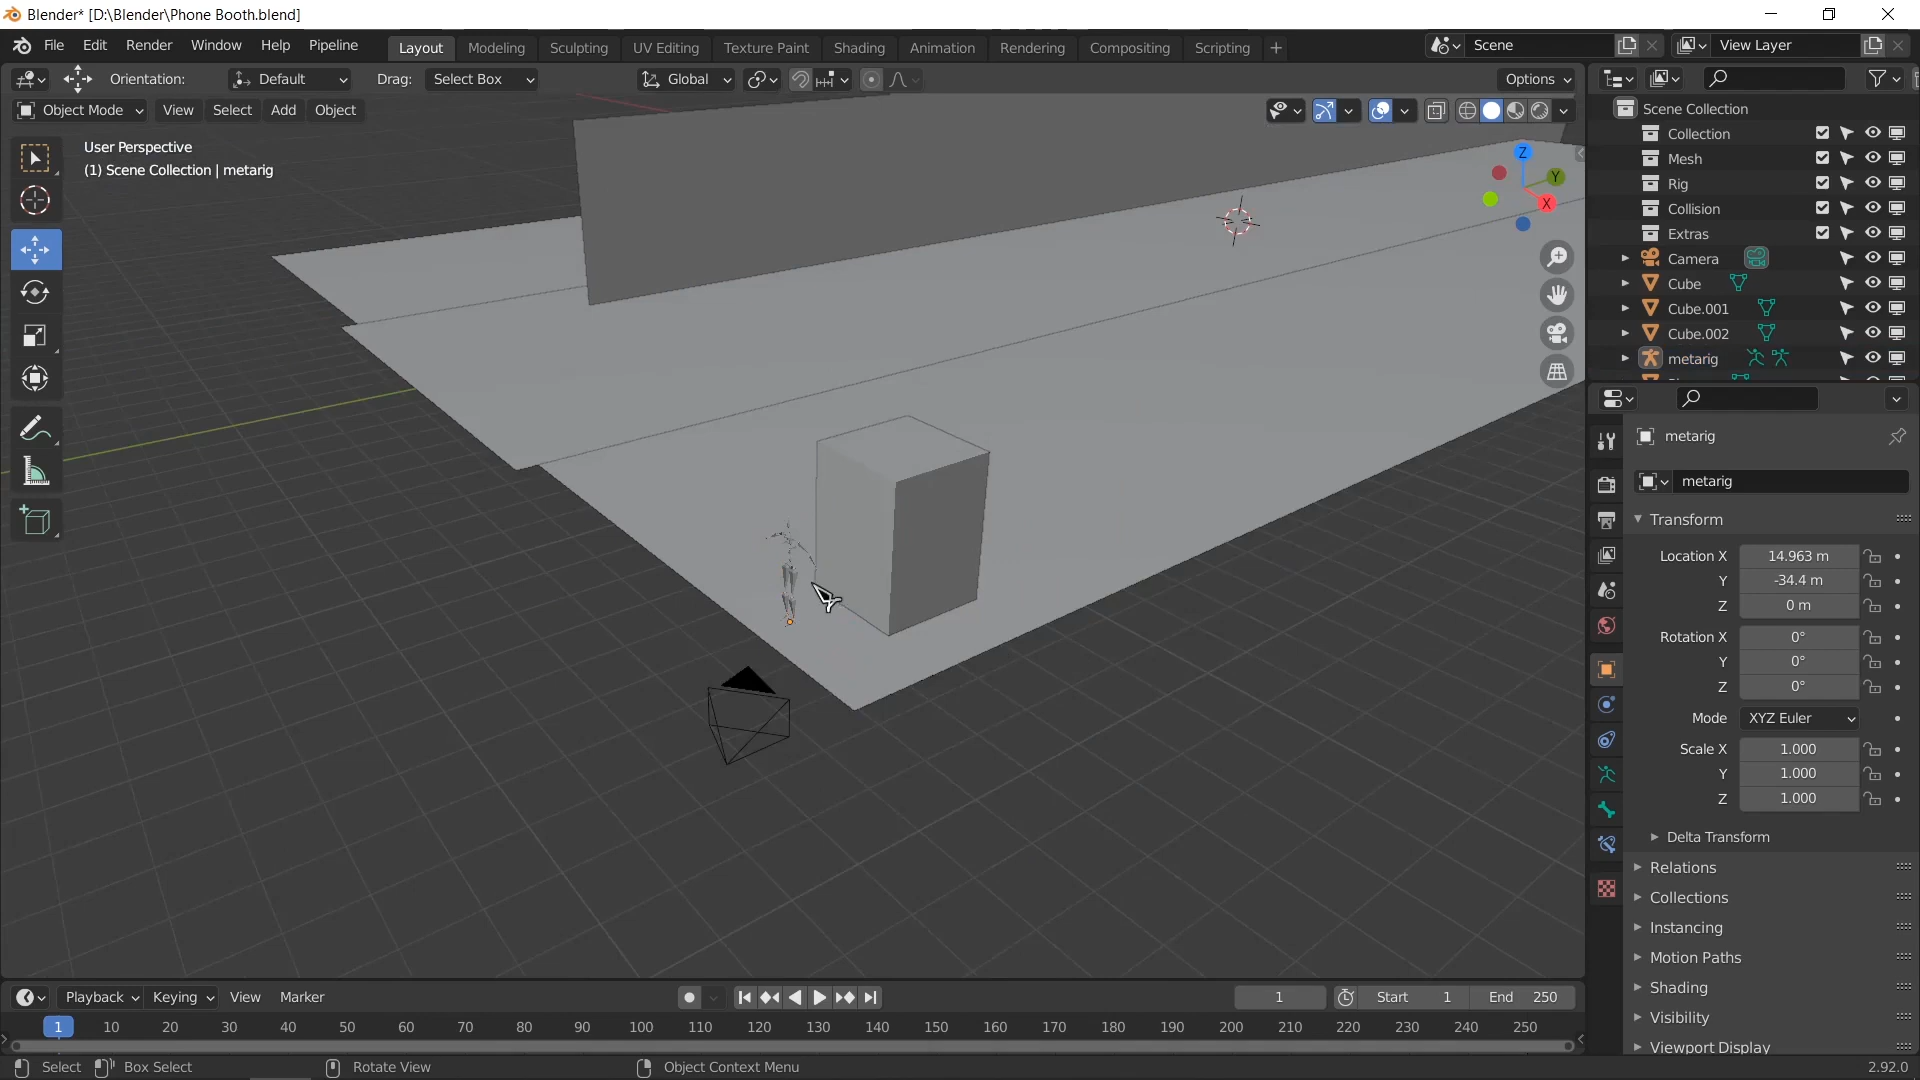 Blender* [D:\Blender\Phone Booth.blend]
File Edit Render Window Help Pipeline Layout Modeling Sculpting UV Editing Texture Paint Shading Animation Rendering Compositing Scripting + Scene View Layer
Orientation: Default Drag: Select Box Global Options
Object Mode View Select Add Object
User Perspective
(1) Scene Collection | metarig
Z
Y
X
Scene Collection
Collection
Mesh
Rig
Collision
Extras
Camera
Cube
Cube.001
Cube.002
metarig
metarig
metarig
Transform
Location X 14.963 m
Y -34.4 m
Z 0 m
Rotation X 0°
Y 0°
Z 0°
Mode XYZ Euler
Scale X 1.000
Y 1.000
Z 1.000
Delta Transform
Relations
Collections
Instancing
Motion Paths
Shading
Visibility
Viewport Display
Playback Keying View Marker 1 Start 1 End 250
1 10 20 30 40 50 60 70 80 90 100 110 120 130 140 150 160 170 180 190 200 210 220 230 240 250
Select Box Select Rotate View Object Context Menu 2.92.0